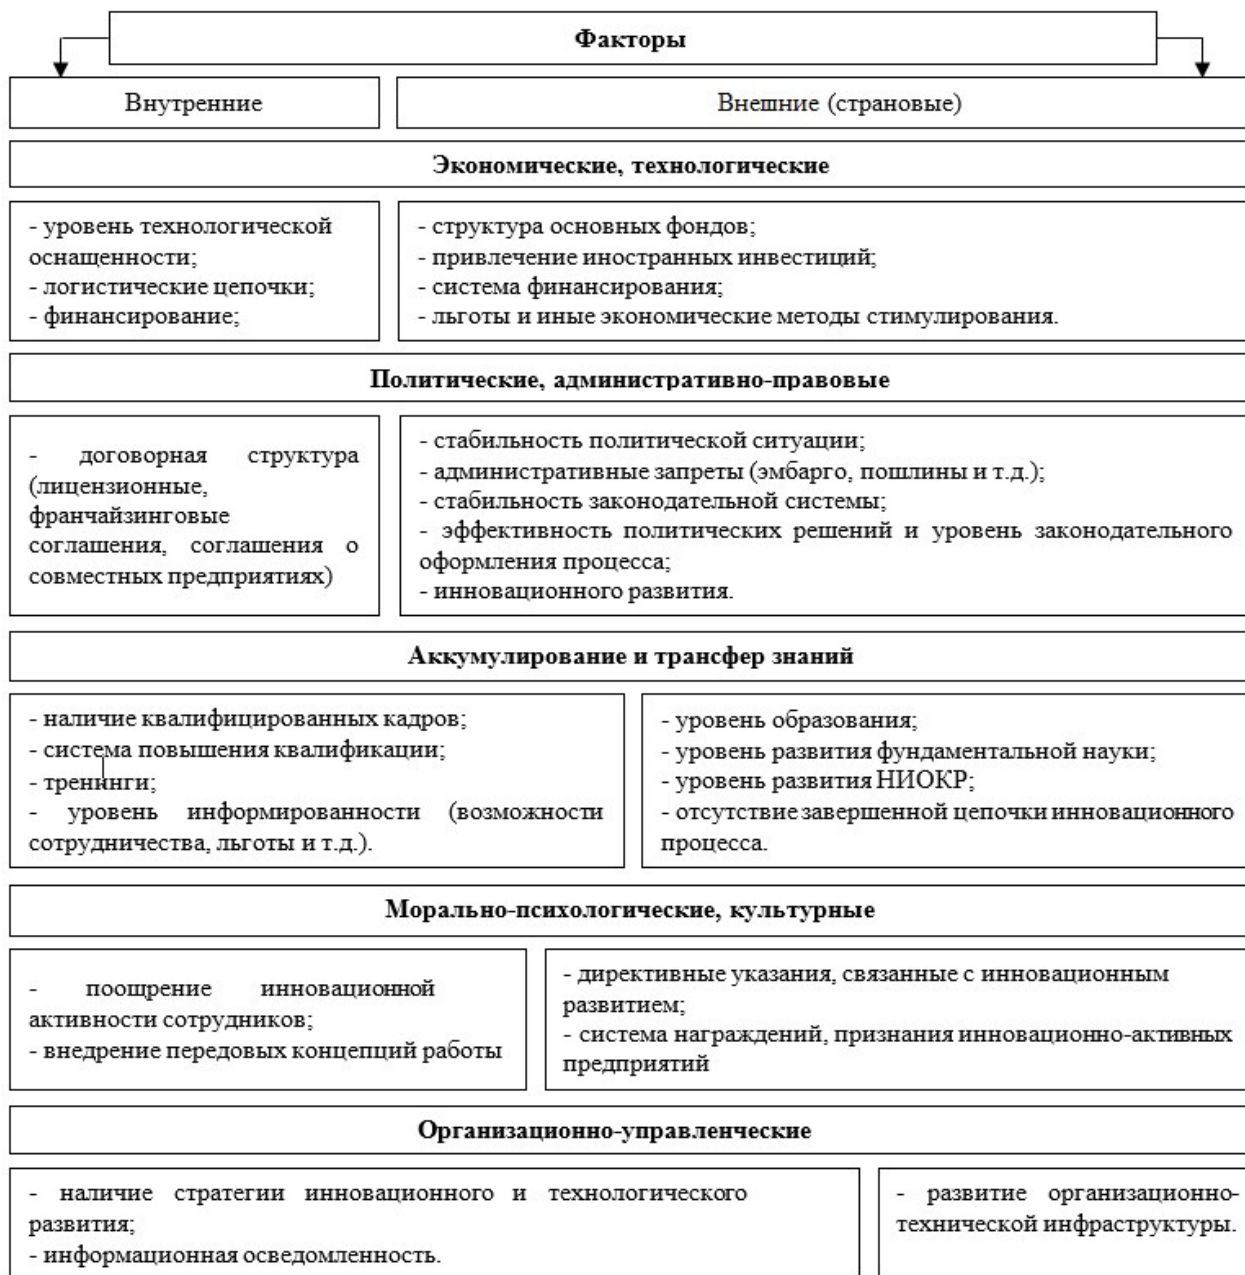 Факторы
Внутренние
Внешние (страновые)
Экономические, технологические
- уровень технологической
оснащенности;
- логистические цепочки;
- финансирование;
- структура основных фондов;
- привлечение иностранных инвестиций;
- система финансирования;
- льготы и иные экономические методы стимулирования.
Политические, административно-правовые
- договорная структура
(лицензионные,
франчайзинговые
соглашения, соглашения о
совместных предприятиях)
- стабильность политической ситуации;
- административные запреты (эмбарго, пошлины и т.д.);
- стабильность законодательной системы;
- эффективность политических решений и уровень законодательного
оформления процесса;
- инновационного развития.
Аккумулирование и трансфер знаний
- наличие квалифицированных кадров;
- система повышения квалификации;
- тренинги;
- уровень информированности (возможности
сотрудничества, льготы и т.д.).
- уровень образования;
- уровень развития фундаментальной науки;
- уровень развития НИОКР;
- отсутствие завершенной цепочки инновационного
процесса.
Морально-психологические, культурные
- поощрение инновационной
активности сотрудников;
- внедрение передовых концепций работы
- директивные указания, связанные с инновационным
развитием;
- система награждений, признания инновационно-активных
предприятий
Организационно-управленческие
- наличие стратегии инновационного и технологического
развития;
- информационная осведомленность.
- развитие организационно-
технической инфраструктуры.